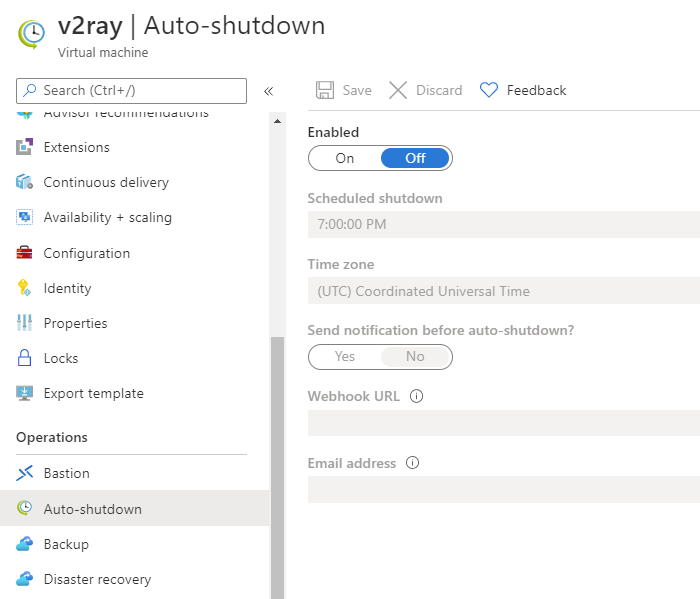 v2ray | Auto-shutdown
Virtual machine
Search (Ctrl+/)
«
Save
Discard
Feedback
Advisor recommendations
Extensions
Continuous delivery
Availability + scaling
Configuration
Identity
Properties
Locks
Export template
Operations
Bastion
Auto-shutdown
Backup
Disaster recovery
Enabled
On Off
Scheduled shutdown
7:00:00 PM
Time zone
(UTC) Coordinated Universal Time
Send notification before auto-shutdown?
Yes No
Webhook URL
Email address